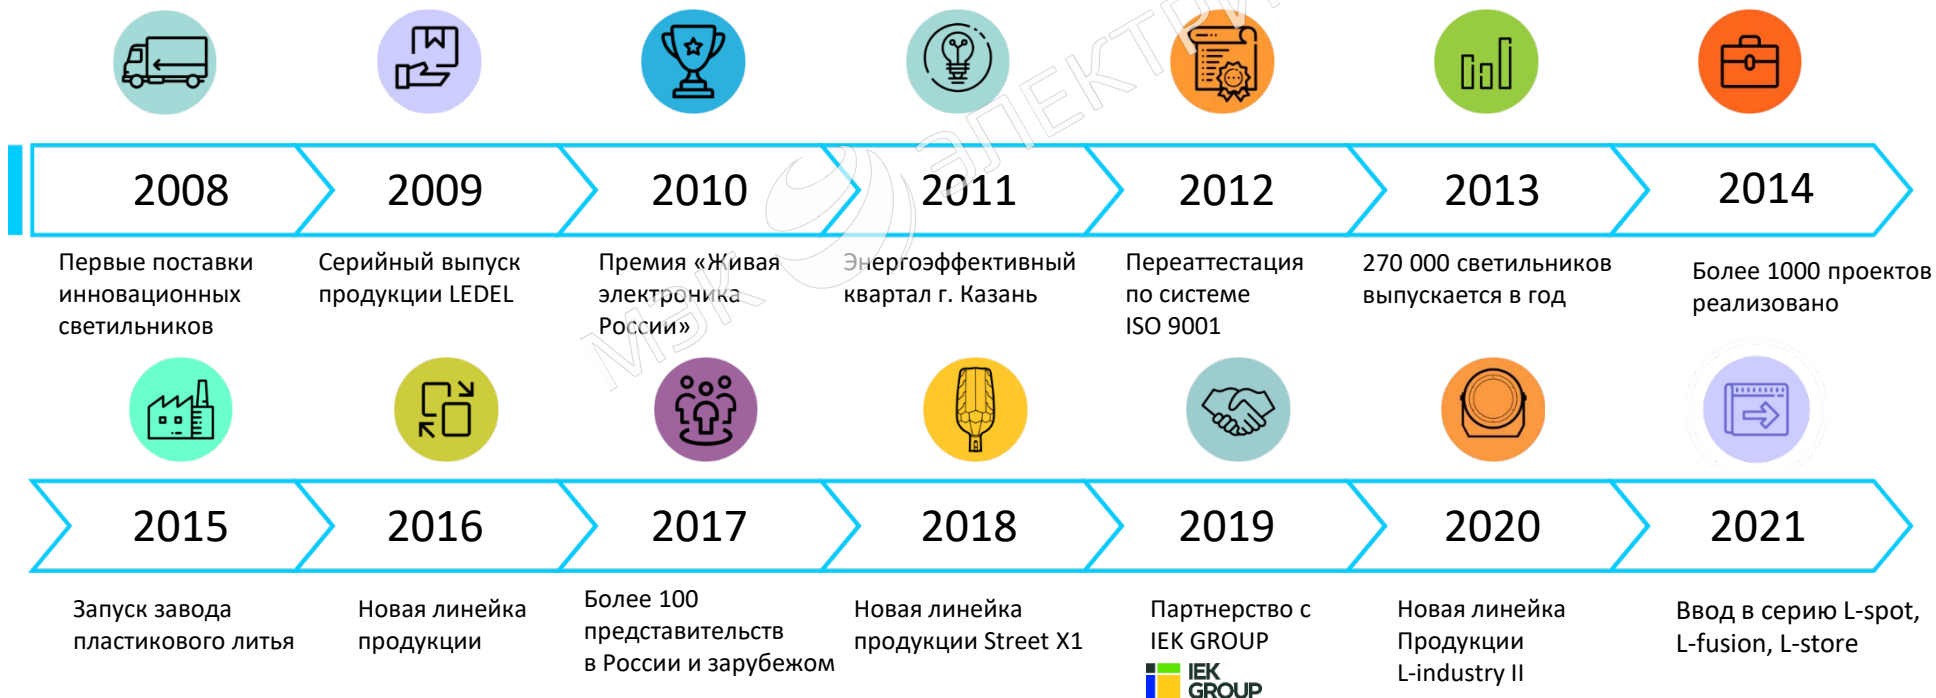 2008
2009
2010
2011
2012
2013
2014
Первые поставки
инновационных
светильников
Серийный выпуск
продукции LEDEL
Премия «Живая
электроника
России»
Энергоэффективный
квартал г. Казань
Переаттестация
по системе
ISO 9001
270 000 светильников
выпускается в год
Более 1000 проектов
реализовано
2015
2016
2017
2018
2019
2020
2021
Запуск завода
пластикового литья
Новая линейка
продукции
Более 100
представительств
в России и зарубежом
Новая линейка
продукции Street X1
Партнерство с
IEK GROUP
IEK
GROUP
Новая линейка
Продукции
L-industry II
Ввод в серию L-spot,
L-fusion, L-store